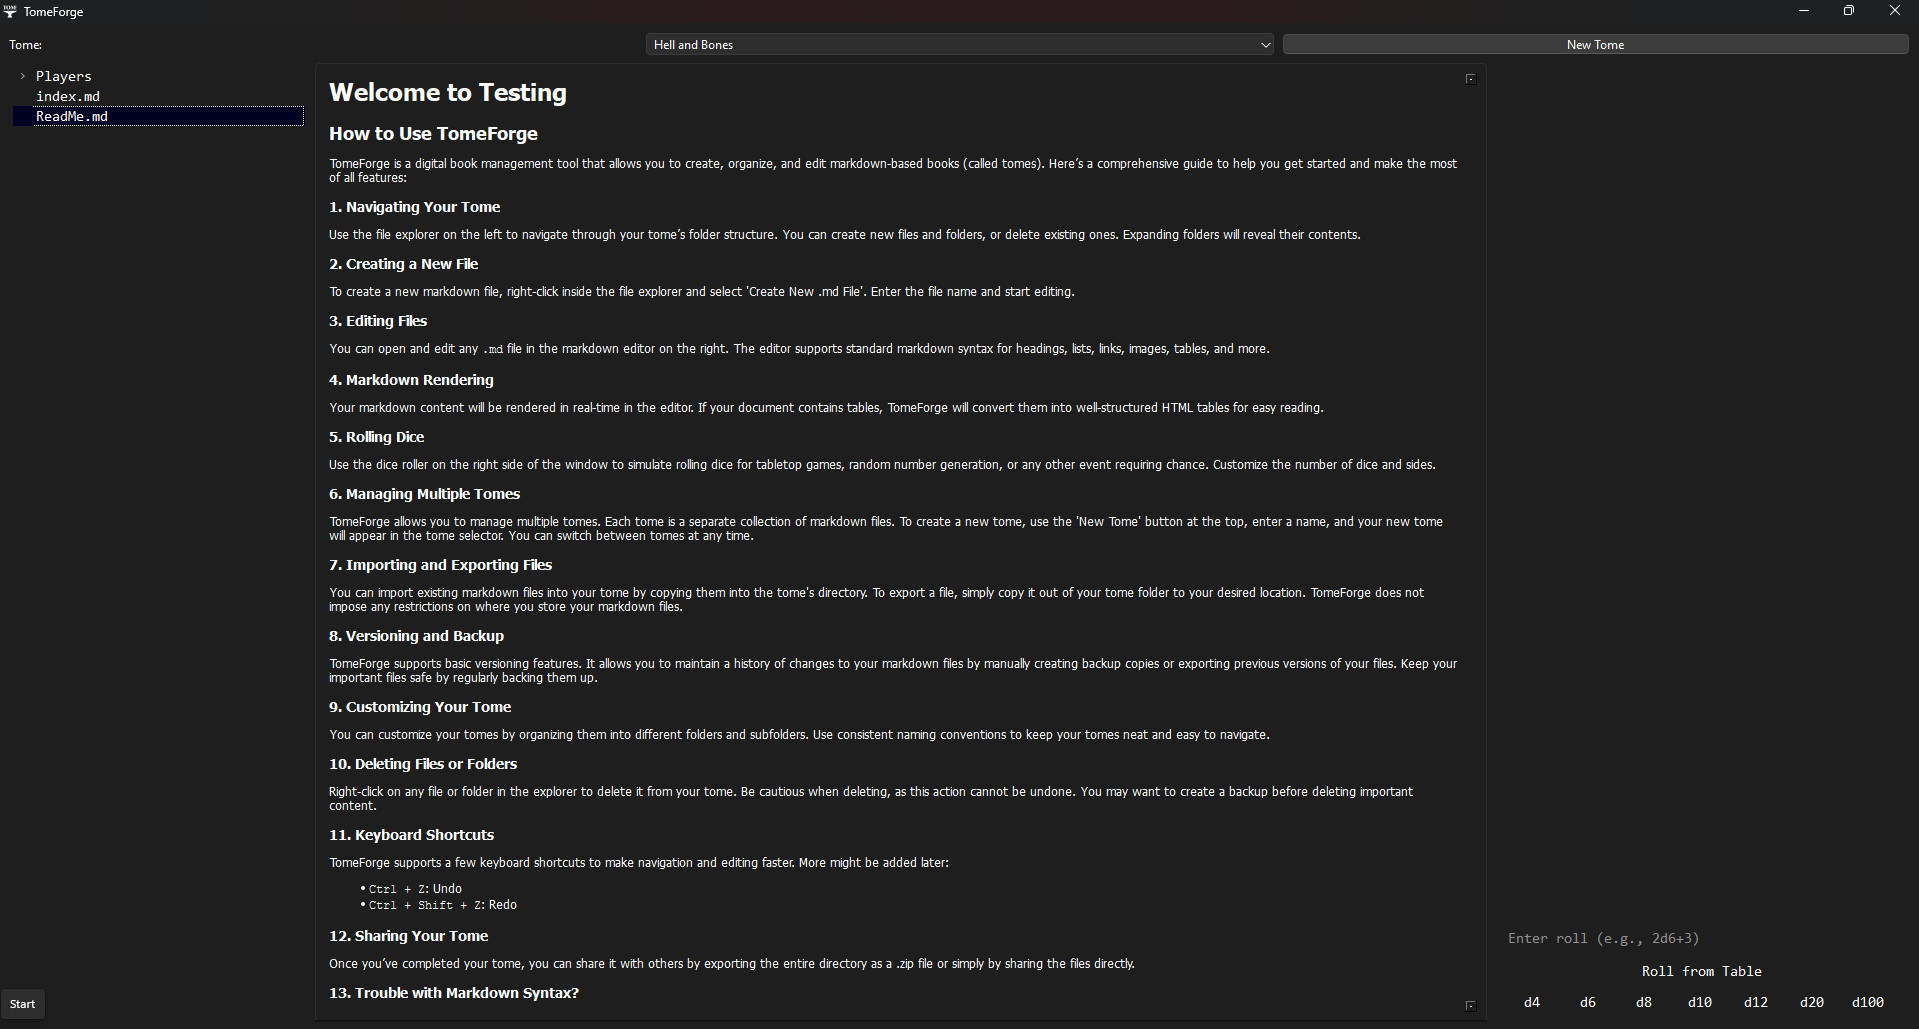 TomeForge
Tome:
Hell and Bones
New Tome
Players
index.md
ReadMe.md
Welcome to Testing
How to Use TomeForge
TomeForge is a digital book management tool that allows you to create, organize, and edit markdown-based books (called tomes). Here's a comprehensive guide to help you get started and make the most
of all features:
1. Navigating Your Tome
Use the file explorer on the left to navigate through your tome's folder structure. You can create new files and folders, or delete existing ones. Expanding folders will reveal their contents.
2. Creating a New File
To create a new markdown file, right-click inside the file explorer and select 'Create New .md File'. Enter the file name and start editing.
3. Editing Files
You can open and edit any .md file in the markdown editor on the right. The editor supports standard markdown syntax for headings, lists, links, images, tables, and more.
4. Markdown Rendering
Your markdown content will be rendered in real-time in the editor. If your document contains tables, TomeForge will convert them into well-structured HTML tables for easy reading.
5. Rolling Dice
Use the dice roller on the right side of the window to simulate rolling dice for tabletop games, random number generation, or any other event requiring chance. Customize the number of dice and sides.
6. Managing Multiple Tomes
TomeForge allows you to manage multiple tomes. Each tome is a separate collection of markdown files. To create a new tome, use the 'New Tome' button at the top, enter a name, and your new tome
will appear in the tome selector. You can switch between tomes at any time.
7. Importing and Exporting Files
You can import existing markdown files into your tome by copying them into the tome's directory. To export a file, simply copy it out of your tome folder to your desired location. TomeForge does not
impose any restrictions on where you store your markdown files.
8. Versioning and Backup
TomeForge supports basic versioning features. It allows you to maintain a history of changes to your markdown files by manually creating backup copies or exporting previous versions of your files. Keep your
important files safe by regularly backing them up.
9. Customizing Your Tome
You can customize your tomes by organizing them into different folders and subfolders. Use consistent naming conventions to keep your tomes neat and easy to navigate.
10. Deleting Files or Folders
Right-click on any file or folder in the explorer to delete it from your tome. Be cautious when deleting, as this action cannot be undone. You may want to create a backup before deleting important
content.
11. Keyboard Shortcuts
TomeForge supports a few keyboard shortcuts to make navigation and editing faster. More might be added later:
• Ctrl + Z: Undo
• Ctrl + Shift + Z: Redo
12. Sharing Your Tome
Once you've completed your tome, you can share it with others by exporting the entire directory as a .zip file or simply by sharing the files directly.
13. Trouble with Markdown Syntax?
Enter roll (e.g., 2d6+3)
Roll from Table
d4 d6 d8 d10 d12 d20 d100
Start